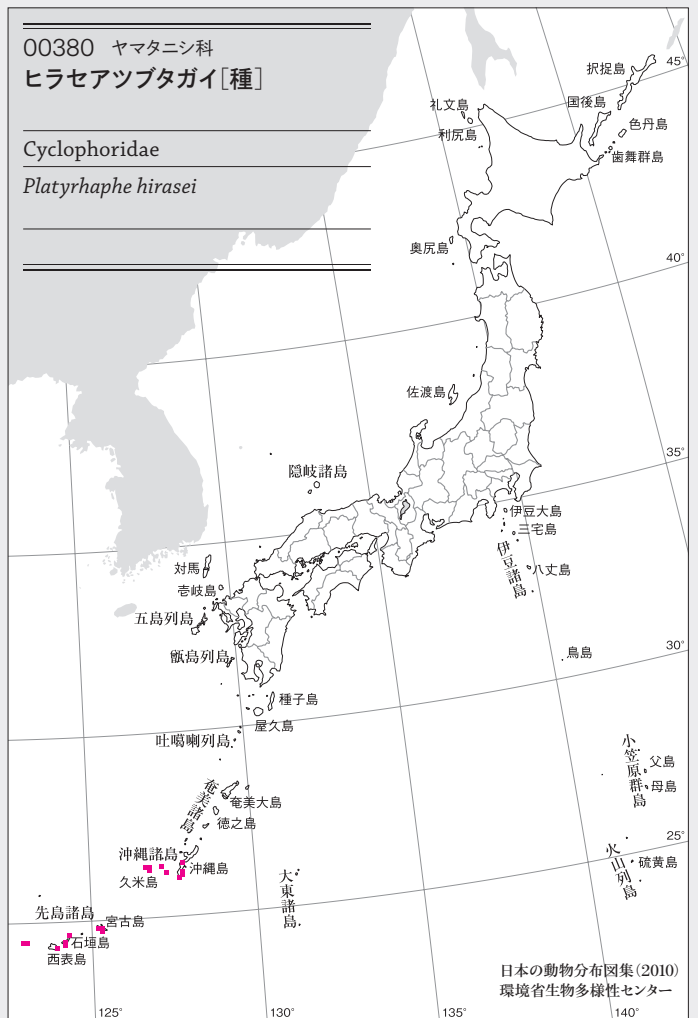 00380 ヤマタニシ科
ヒラセアツブタガイ[種]
Cyclophoridae
Platyrhaphe hirasei
45°
択捉島
礼文島
国後島
利尻島
色丹島
歯舞群島
奥尻島
40°
佐渡島
35°
隠岐諸島
伊豆大島
三宅島
伊豆諸島
八丈島
対馬
壱岐島
五島列島
甑島列島
30°
鳥島
種子島
屋久島
吐噶喇列島
小笠原群島
父島
母島
奄美諸島
奄美大島
徳之島
25°
沖縄諸島
沖縄島
久米島
火山列島
硫黄島
大東諸島
先島諸島
宮古島
石垣島
西表島
日本の動物分布図集(2010)
環境省生物多様性センター
125°
130°
135°
140°